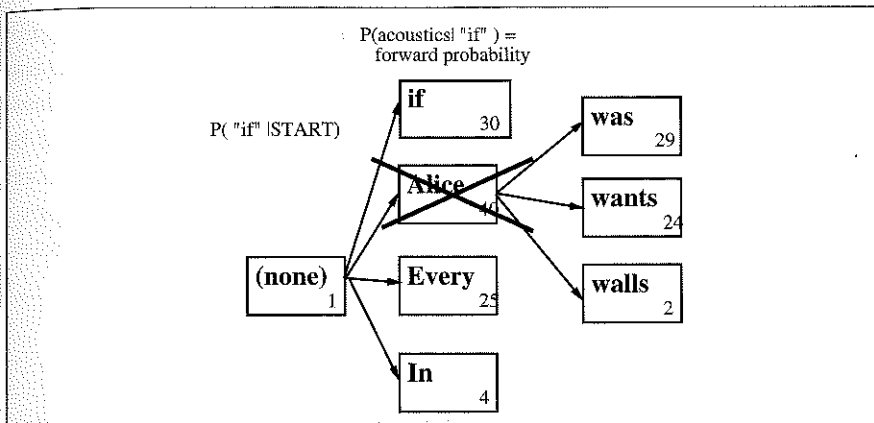 P(acoustics| "if" ) =
forward probability
P( "if" |START)
if
30
was
29
Alice
40
wants
24
(none)
1
Every
25
walls
2
In
4